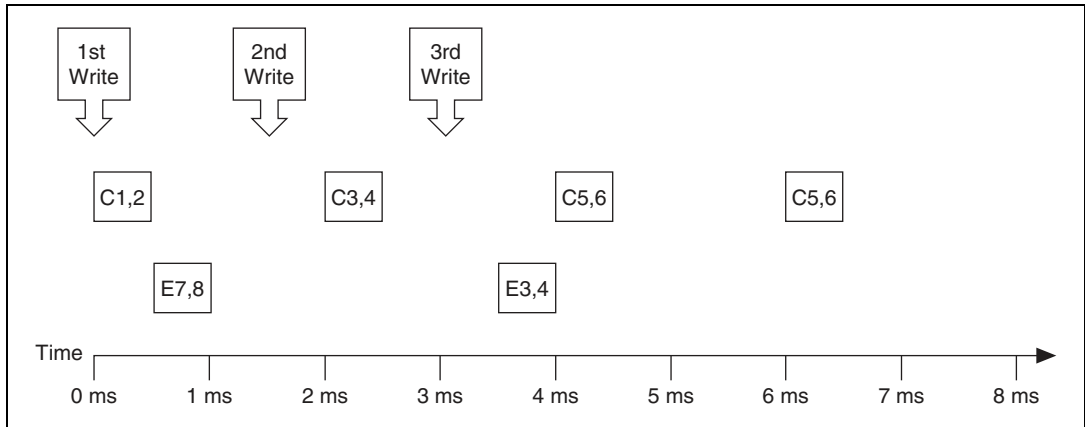 1st
Write
2nd
Write
3rd
Write
C1,2
C3,4
C5,6
C5,6
E7,8
E3,4
Time
0 ms
1 ms
2 ms
3 ms
4 ms
5 ms
6 ms
7 ms
8 ms